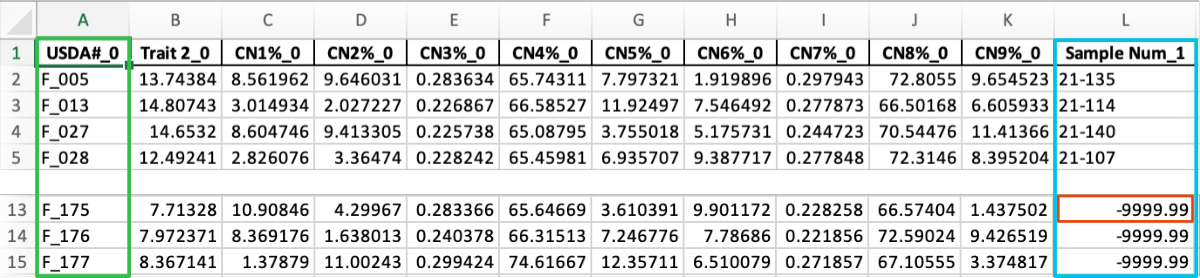 A B C D E F G H I J K L
1 USDA#_0 Trait 2_0 CN1%_0 CN2%_0 CN3%_0 CN4%_0 CN5%_0 CN6%_0 CN7%_0 CN8%_0 CN9%_0 Sample Num_1
2 F_005 13.74384 8.561962 9.646031 0.283634 65.74311 7.797321 1.919896 0.297943 72.8055 9.654523 21-135
3 F_013 14.80743 3.014934 2.027227 0.226867 66.58527 11.92497 7.546492 0.277873 66.50168 6.605933 21-114
4 F_027 14.6532 8.604746 9.413305 0.225738 65.08795 3.755018 5.175731 0.244723 70.54476 11.41366 21-140
5 F_028 12.49241 2.826076 3.36474 0.228242 65.45981 6.935707 9.387717 0.277848 72.3146 8.395204 21-107
13 F_175 7.71328 10.90846 4.29967 0.283366 65.64669 3.610391 9.901172 0.228258 66.57404 1.437502 -9999.99
14 F_176 7.972371 8.369176 1.638013 0.240378 66.31513 7.246776 7.78686 0.221856 72.59024 9.426519 -9999.99
15 F_177 8.367141 1.37879 11.00243 0.299424 74.61667 12.35711 6.510079 0.271857 67.10555 3.374817 -9999.99